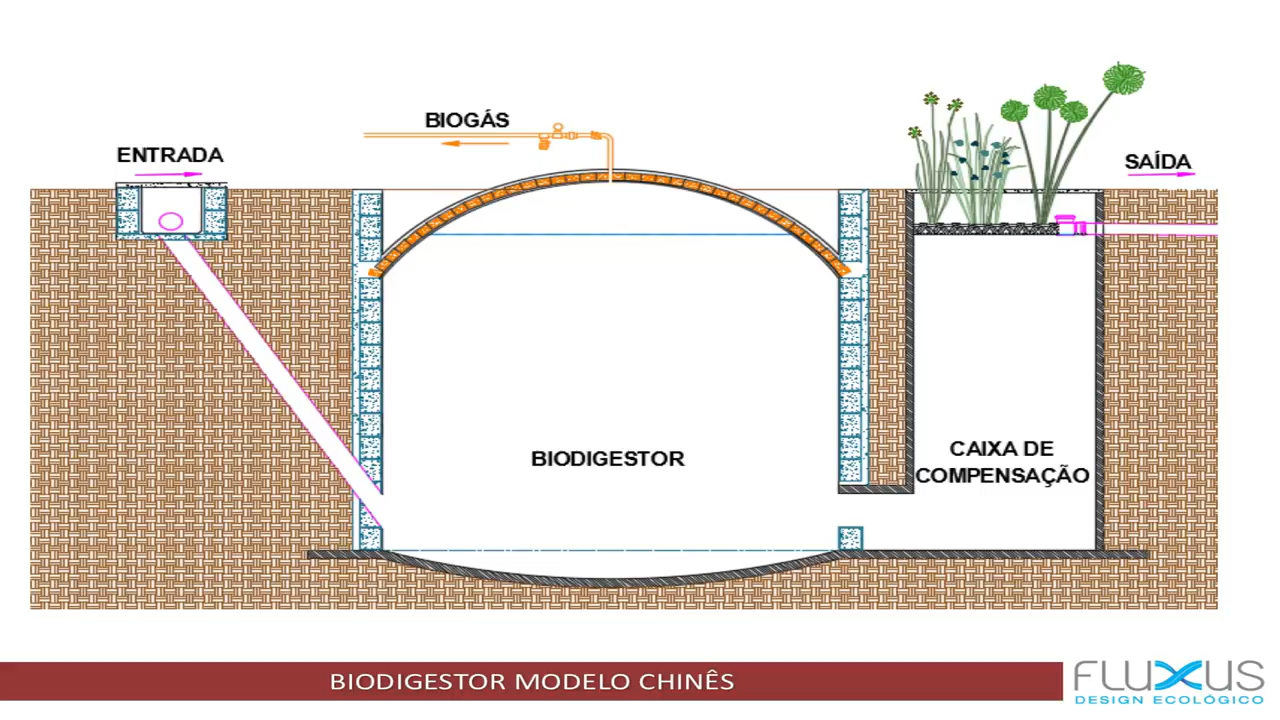 BIOGÁS
ENTRADA
SAÍDA
BIODIGESTOR
CAIXA DE
COMPENSAÇÃO
BIODIGESTOR MODELO CHINÊS
FLUXUS
DESIGN ECOLÓGICO